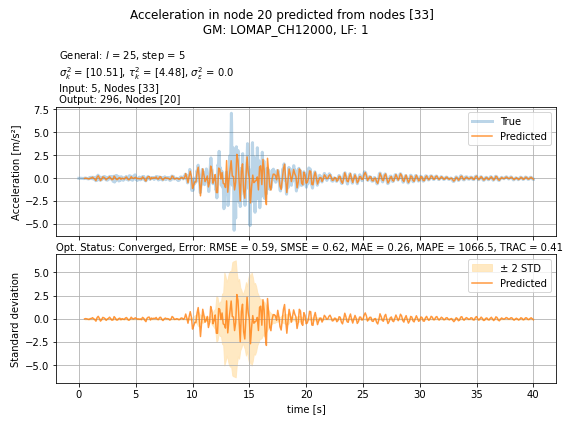 Acceleration in node 20 predicted from nodes [33]
GM: LOMAP_CH12000, LF: 1
General: l = 25, step = 5
σ²ₖ = [10.51], τ²ₖ = [4.48], σ²ε = 0.0
Input: 5, Nodes [33]
Output: 296, Nodes [20]
7.5
5.0
2.5
0.0
−2.5
−5.0
Acceleration [m/s²]
True
Predicted
Opt. Status: Converged, Error: RMSE = 0.59, SMSE = 0.62, MAE = 0.26, MAPE = 1066.5, TRAC = 0.41
5.0
2.5
0.0
−2.5
−5.0
Standard deviation
± 2 STD
Predicted
0 5 10 15 20 25 30 35 40
time [s]